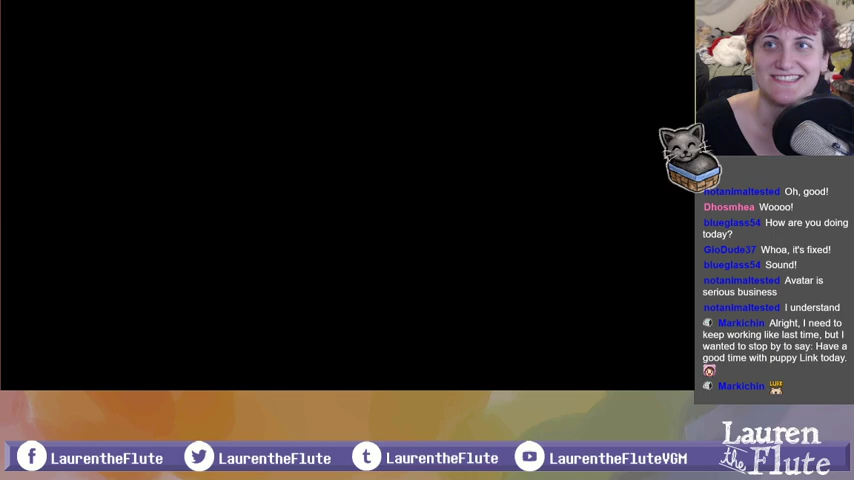 notanimaltested Oh, good!
Dhosmhea Woooo!
blueglass54 How are you doing
today?
GloDude37 Whoa, it's fixed!
blueglass54 Sound!
notanimaltested Avatar is
serious business
notanimaltested I understand
Markichin Alright, I need to
keep working like last time, but I
wanted to stop by to say: Have a
good time with puppy Link today.
Markichin
LaurentheFlute
LaurentheFlute
LaurentheFlute
LaurentheFluteVGM
Lauren
the Flute